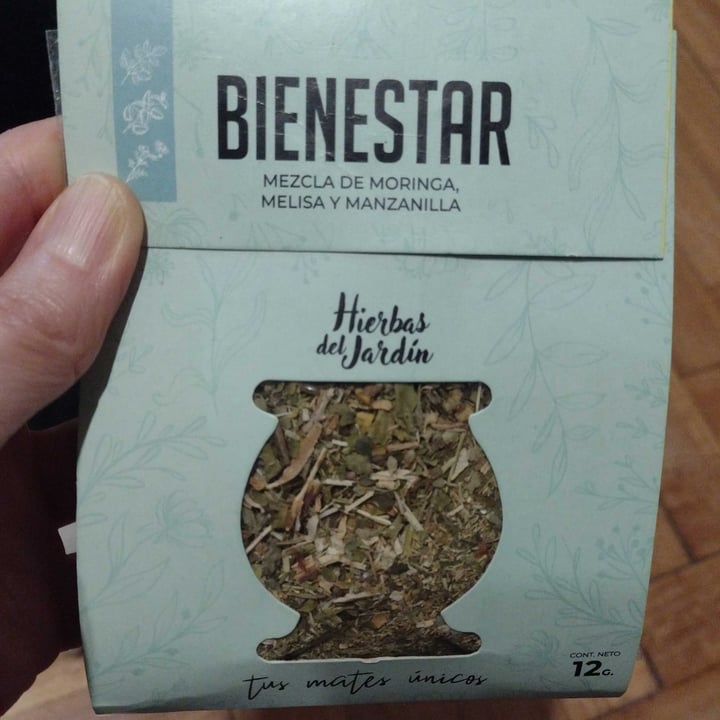 BIENESTAR
MEZCLA DE MORINGA,
MELISA Y MANZANILLA
Hierbas
del Jardín
tus mates únicos
CONT. NETO
12G.